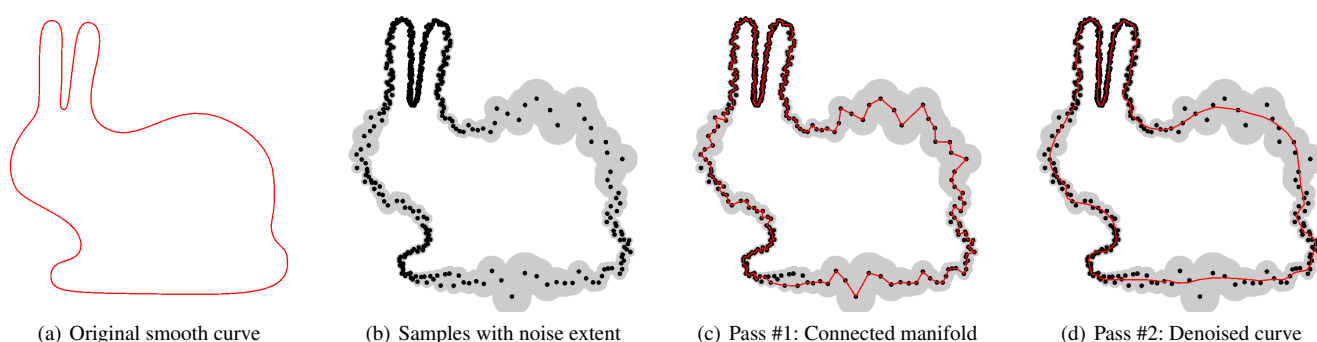 (a) Original smooth curve
(b) Samples with noise extent
(c) Pass #1: Connected manifold
(d) Pass #2: Denoised curve